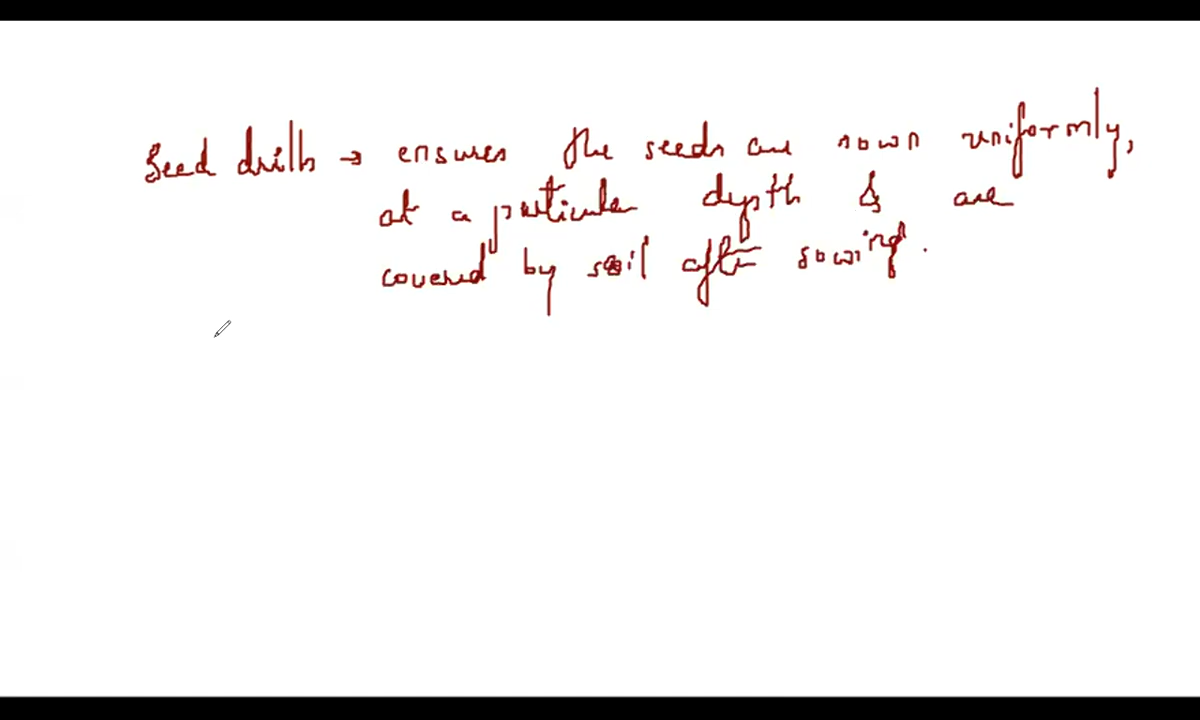 Seed drills → ensures the seeds are sown uniformly,
at a particular depth & are
covered by soil after sowing.